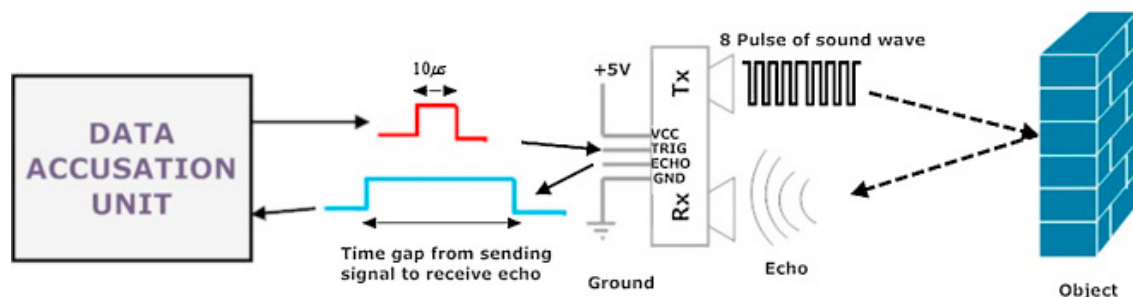 DATA
ACCUSATION
UNIT
10μs
Time gap from sending
signal to receive echo
+5V
VCC
TRIG
ECHO
GND
Ground
Tx
Rx
8 Pulse of sound wave
Echo
Object